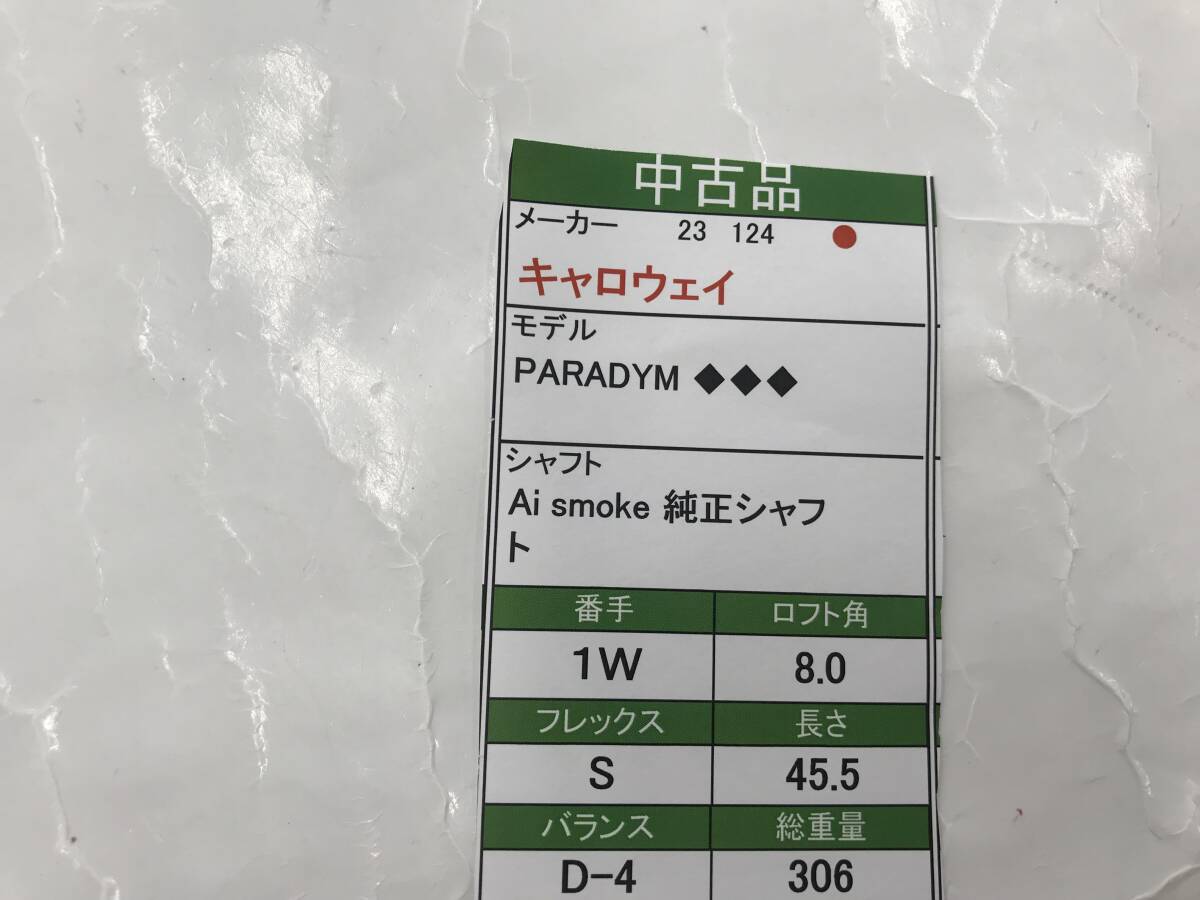 中古品
メーカー 23 124 ●
キャロウェイ
モデル
PARADYM ◆◆◆
シャフト
Ai smoke 純正シャフ
ト
番手 ロフト角
1W 8.0
フレックス 長さ
S 45.5
バランス 総重量
D-4 306